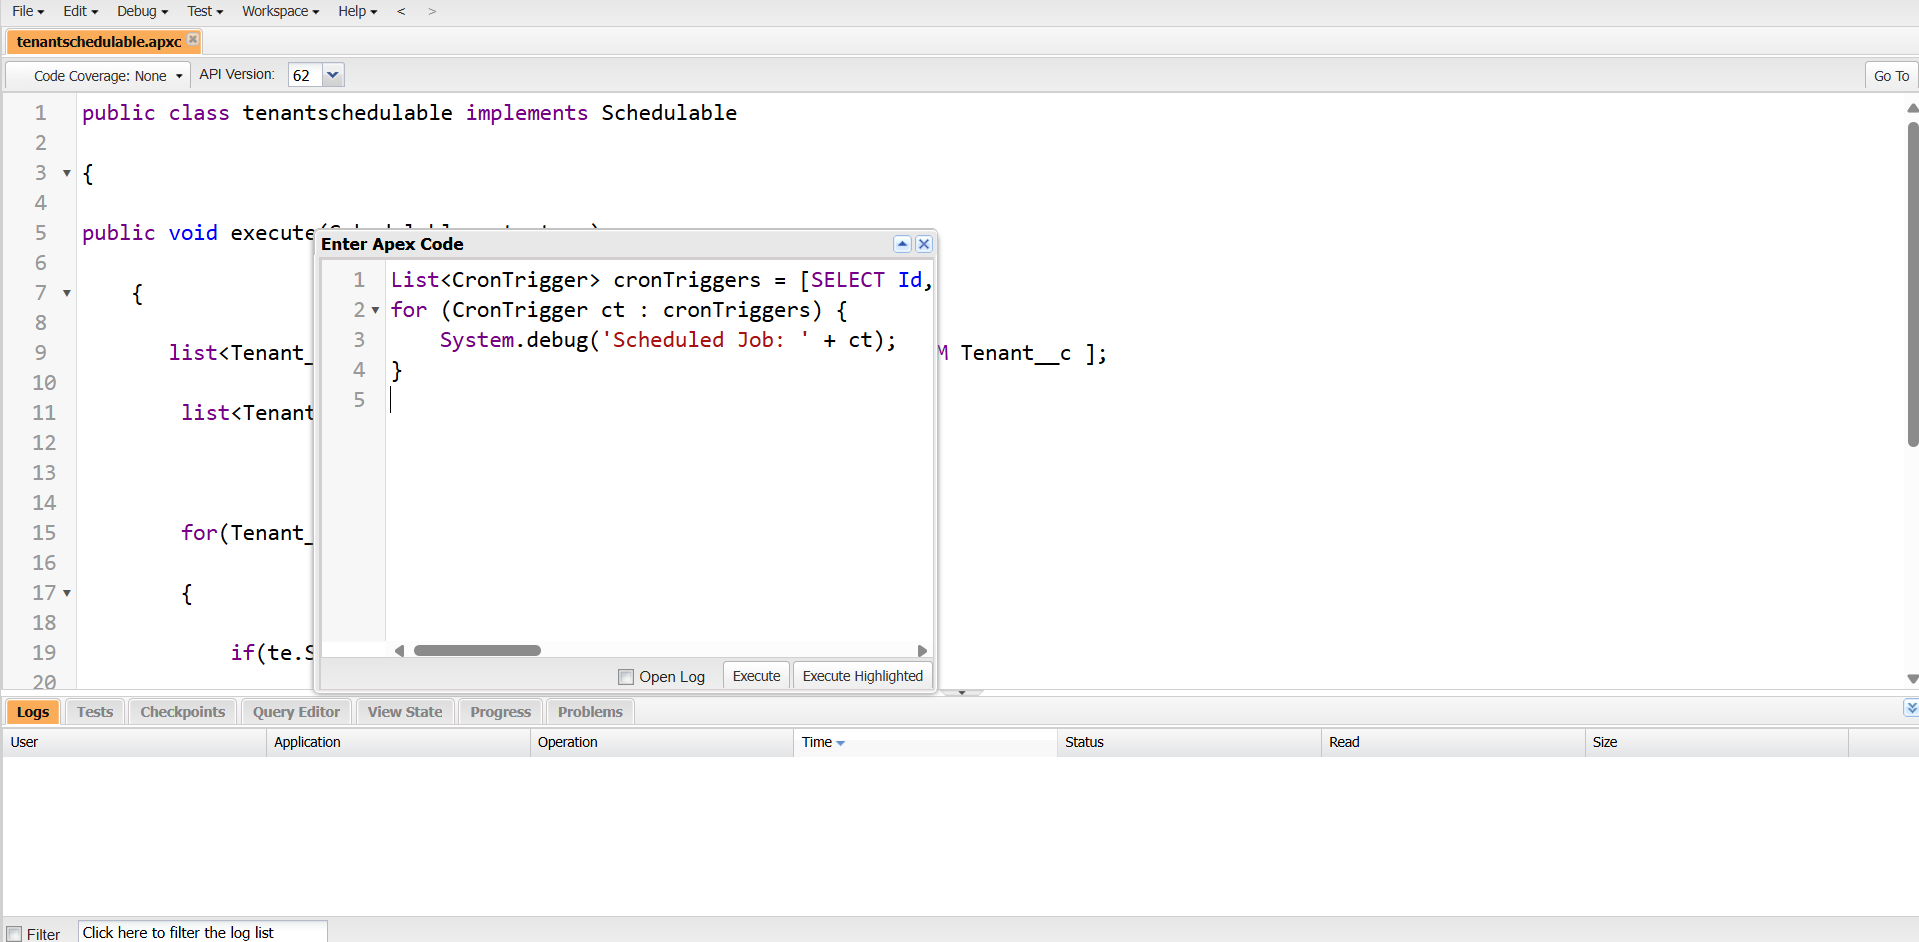 File Edit Debug Test Workspace Help < >
tenantschedulable.apxc
Code Coverage: None API Version: 62 Go To
1 public class tenantschedulable implements Schedulable
2
3 {
4
5 public void execute(
6
7 {
8
9 list<Tenant_ M Tenant__c ];
10
11 list<Tenant
12
13
14
15 for(Tenant_
16
17 {
18
19 if(te.S
20
Enter Apex Code
1 List<CronTrigger> cronTriggers = [SELECT Id,
2 for (CronTrigger ct : cronTriggers) {
3 System.debug('Scheduled Job: ' + ct);
4 }
5
Open Log Execute Execute Highlighted
Logs Tests Checkpoints Query Editor View State Progress Problems
User Application Operation Time Status Read Size
Filter Click here to filter the log list